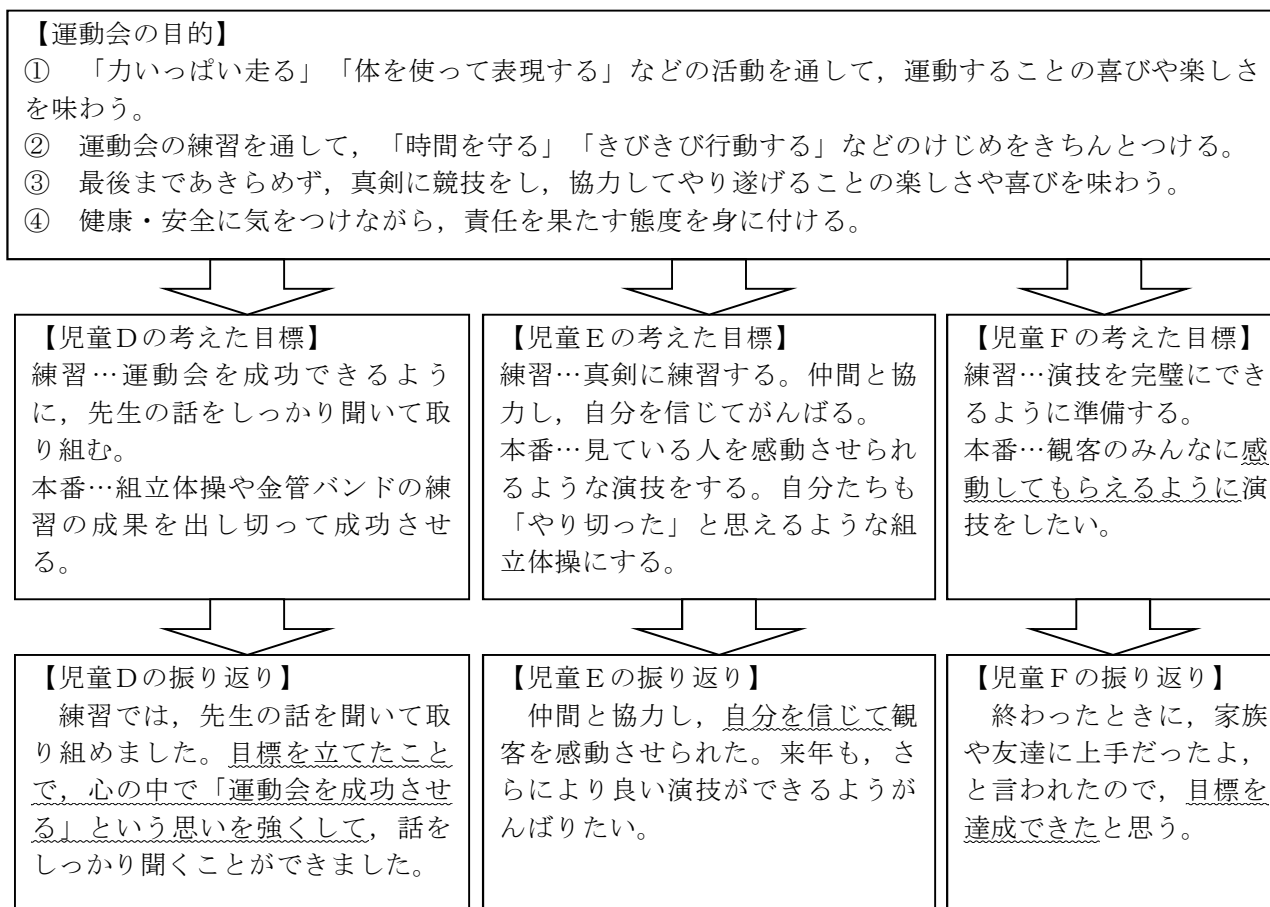 【運動会の目的】
① 「力いっぱい走る」「体を使って表現する」などの活動を通して，運動することの喜びや楽しさ
を味わう。
② 運動会の練習を通して，「時間を守る」「きびきび行動する」などのけじめをきちんとつける。
③ 最後まであきらめず，真剣に競技をし，協力してやり遂げることの楽しさや喜びを味わう。
④ 健康・安全に気をつけながら，責任を果たす態度を身に付ける。
【児童Ｄの考えた目標】
練習…運動会を成功できるよう
に，先生の話をしっかり聞いて取
り組む。
本番…組立体操や金管バンドの練
習の成果を出し切って成功させ
る。
【児童Ｅの考えた目標】
練習…真剣に練習する。仲間と協
力し，自分を信じてがんばる。
本番…見ている人を感動させられ
るような演技をする。自分たちも
「やり切った」と思えるような組
立体操にする。
【児童Ｆの考えた目標】
練習…演技を完璧にでき
るように準備する。
本番…観客のみんなに感
動してもらえるように演
技をしたい。
【児童Ｄの振り返り】
練習では，先生の話を聞いて取
り組めました。目標を立てたこと
で，心の中で「運動会を成功させ
る」という思いを強くして，話を
しっかり聞くことができました。
【児童Ｅの振り返り】
仲間と協力し，自分を信じて観
客を感動させられた。来年も，さ
らにより良い演技ができるようが
んばりたい。
【児童Ｆの振り返り】
終わったときに，家族
や友達に上手だったよ，
と言われたので，目標を
達成できたと思う。